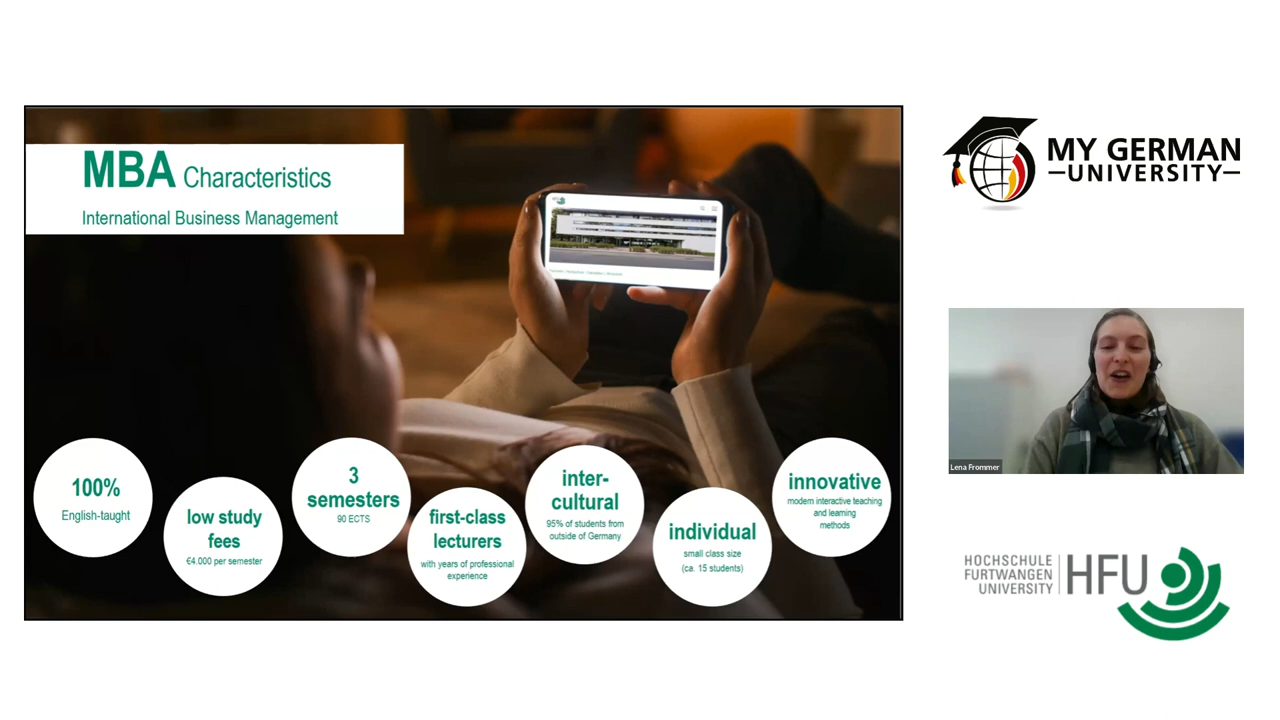 MBA Characteristics
International Business Management
100%
English-taught
low study
fees
€4.000 per semester
3
semesters
90 ECTS
first-class
lecturers
with years of professional
experience
inter-
cultural
95% of students from
outside of Germany
individual
small class size
(ca. 15 students)
innovative
modern interactive teaching
and learning
methods
MY GERMAN
UNIVERSITY
Lena Frommer
HOCHSCHULE
FURTWANGEN
UNIVERSITY
HFU